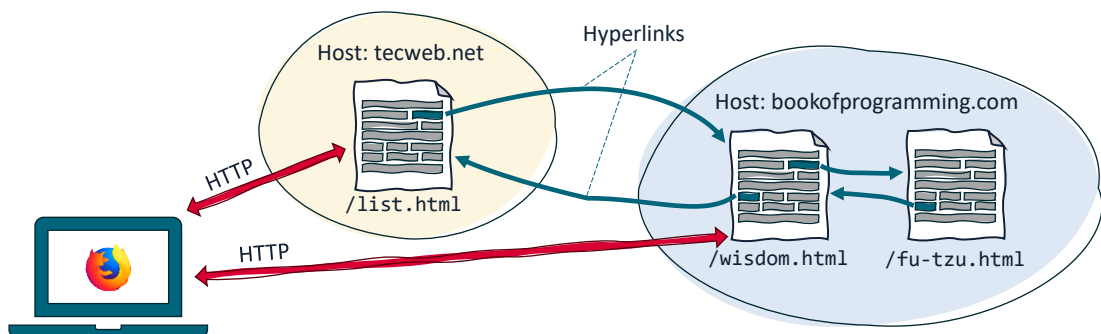 Hyperlinks
Host: tecweb.net
Host: bookofprogramming.com
HTTP
/list.html
HTTP
/wisdom.html
/fu-tzu.html